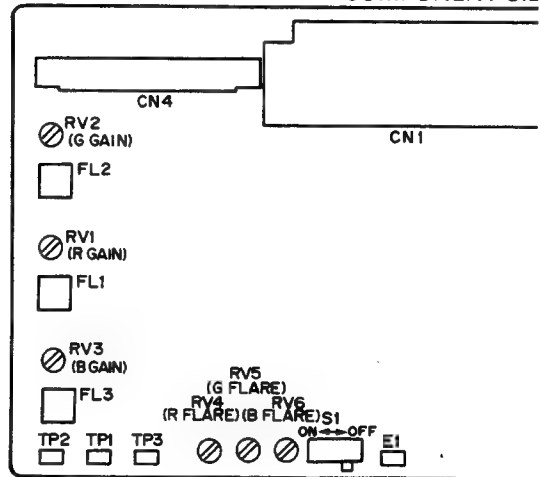 CN4
CN1
RV2
(G GAIN)
FL2
RV1
(R GAIN)
FL1
RV3
(B GAIN)
FL3
RV5
(G FLARE)
RV4 RV6
(R FLARE)(B FLARE) S1
ON OFF
TP2 TP1 TP3 E1